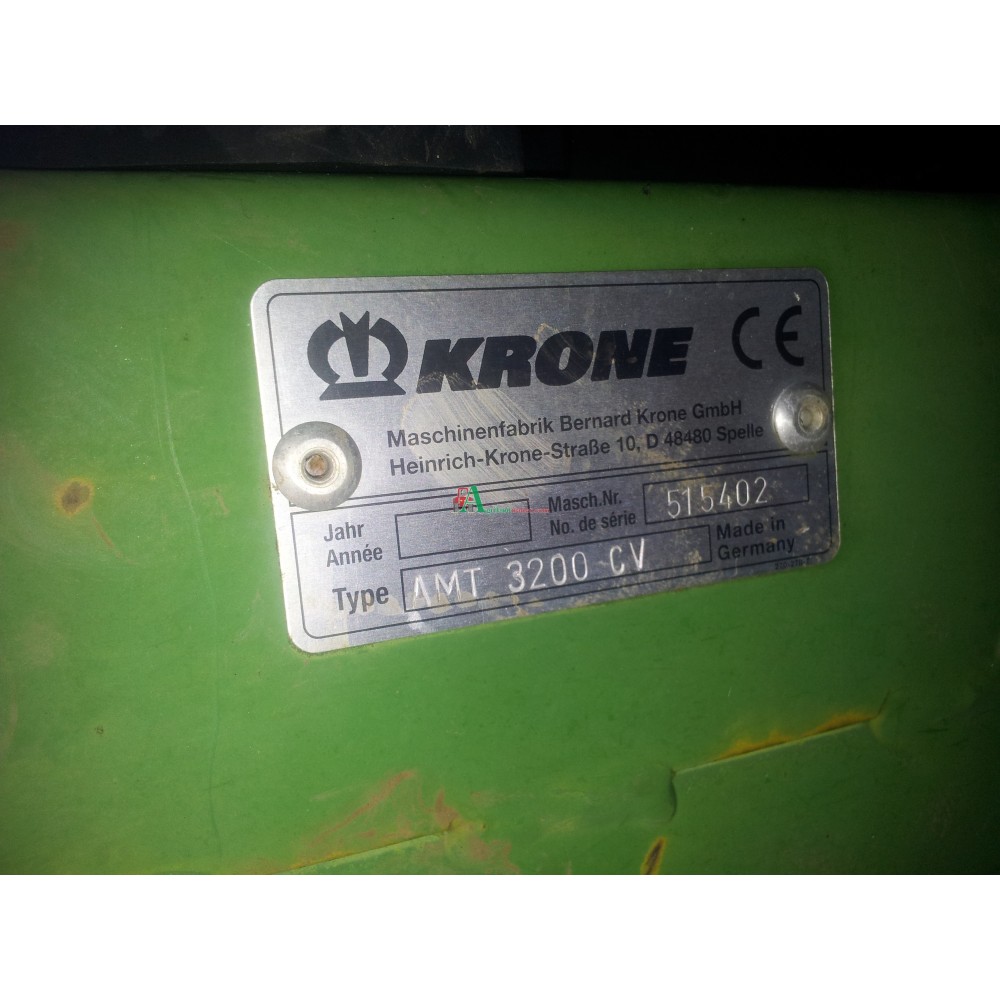 KRONE CE
Maschinenfabrik Bernard Krone GmbH
Heinrich-Krone-Straße 10, D 48480 Spelle
Jahr
Année
Masch.Nr.
No. de série
515402
Type
AMT 3200 CV
Made in
Germany